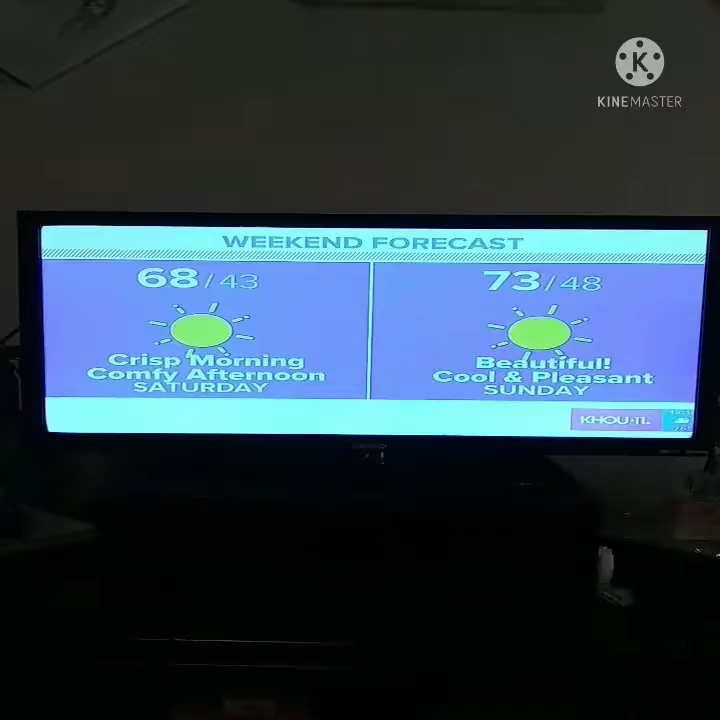 K
KINEMASTER
WEEKEND FORECAST
68/43
Crisp Morning
Comfy Afternoon
SATURDAY
73/48
Beautiful!
Cool & Pleasant
SUNDAY
KHOU·11.